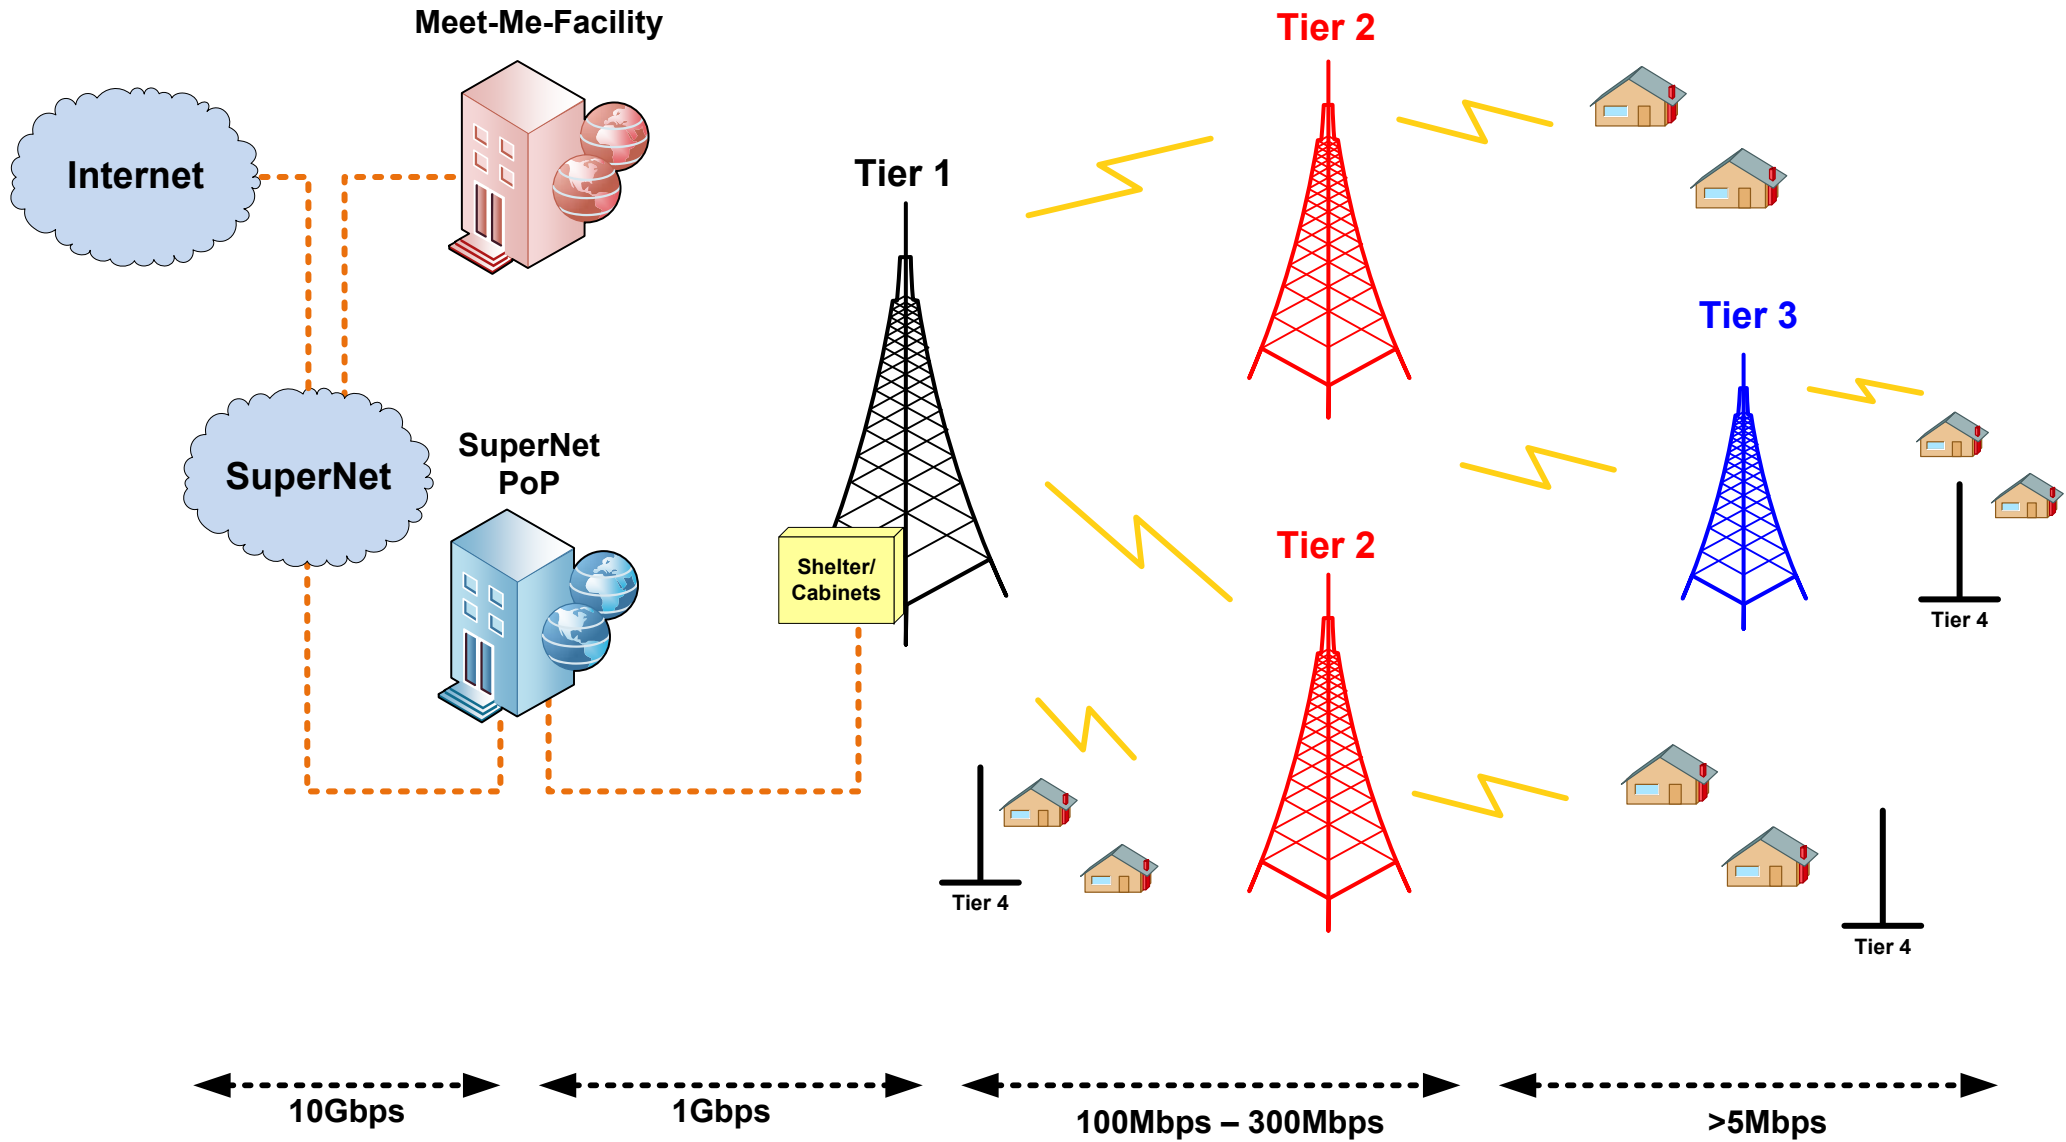 Meet-Me-Facility
Tier 2
Internet
Tier 1
Tier 3
SuperNet
PoP
SuperNet
Tier 2
Shelter/
Cabinets
Tier 4
Tier 4
Tier 4
10Gbps
1Gbps
100Mbps – 300Mbps
>5Mbps